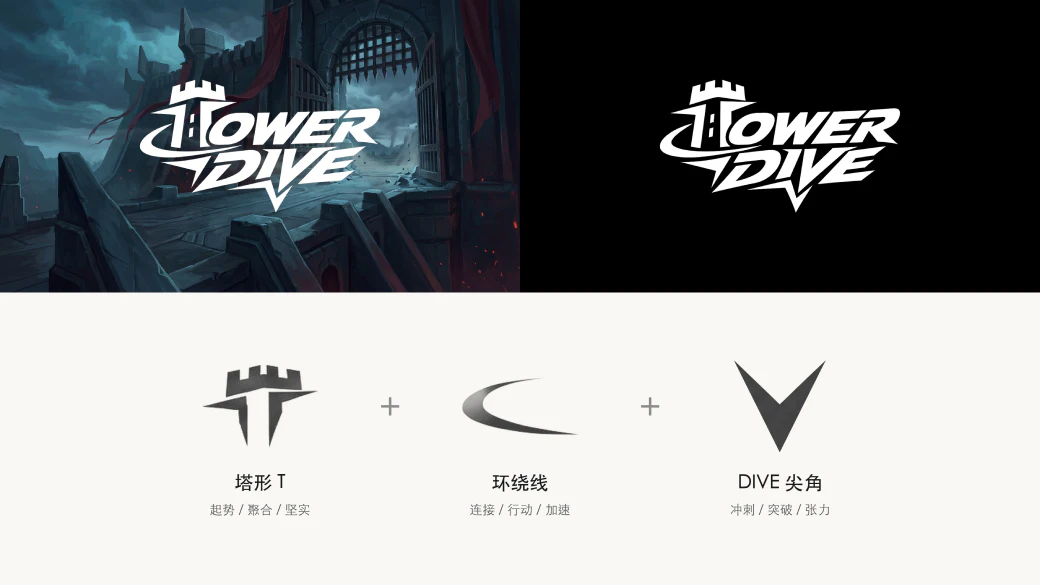 TOWER
DIVE
TOWER
DIVE
塔形 T
起势 / 聚合 / 坚实
环绕线
连接 / 行动 / 加速
DIVE 尖角
冲刺 / 突破 / 张力